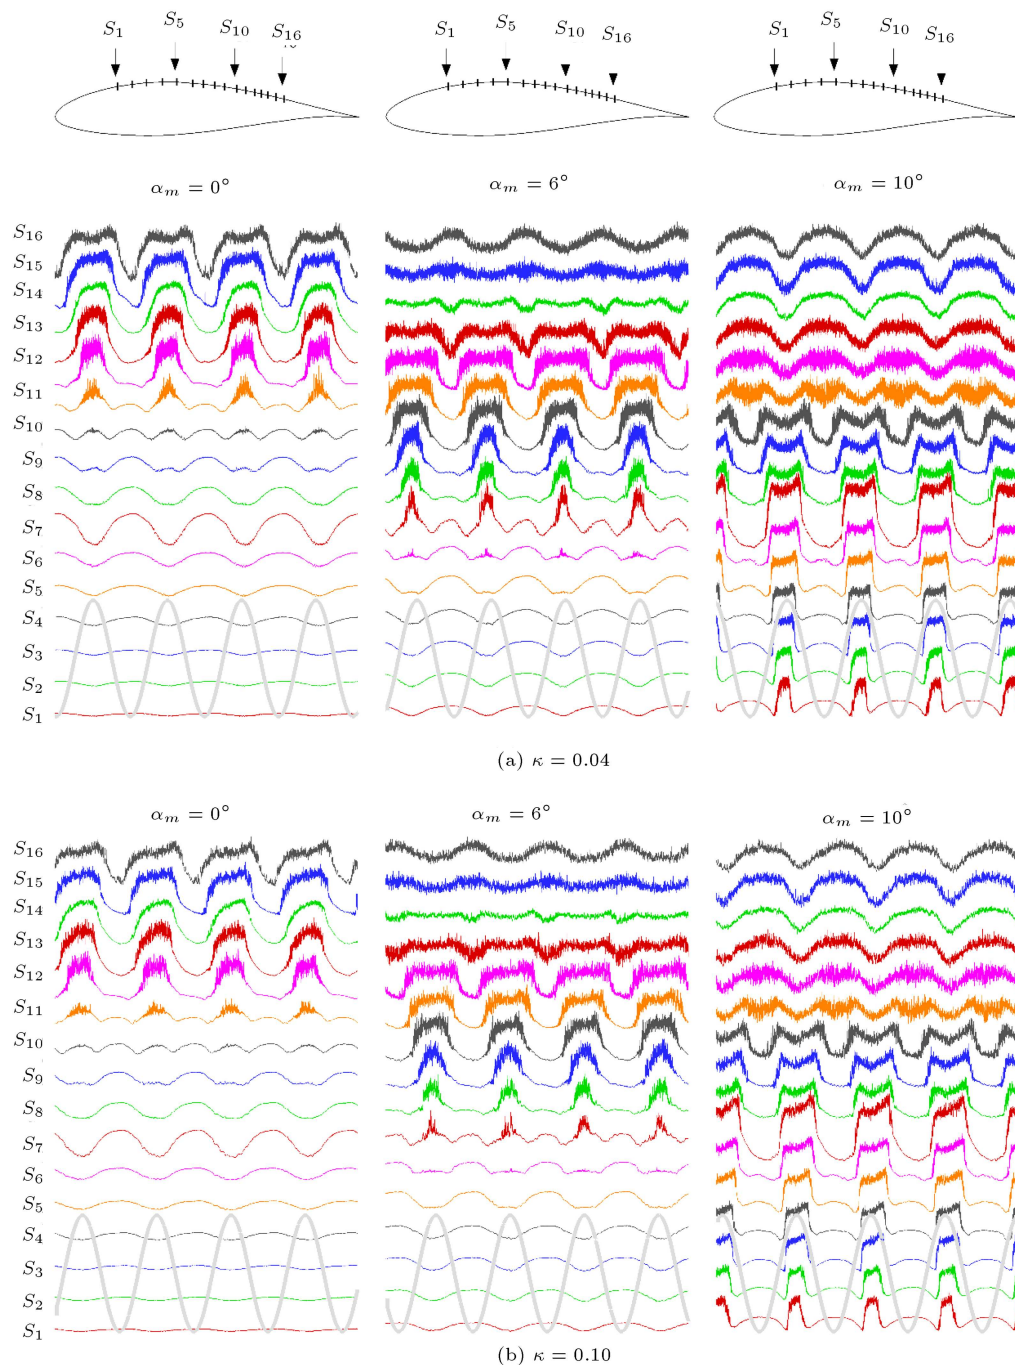 S1 S5 S10 S16
S1 S5 S10 S16
S1 S5 S10 S16
αm = 0° αm = 6° αm = 10°
S16
S15
S14
S13
S12
S11
S10
S9
S8
S7
S6
S5
S4
S3
S2
S1
(a) κ = 0.04
αm = 0° αm = 6° αm = 10°
S16
S15
S14
S13
S12
S11
S10
S9
S8
S7
S6
S5
S4
S3
S2
S1
(b) κ = 0.10